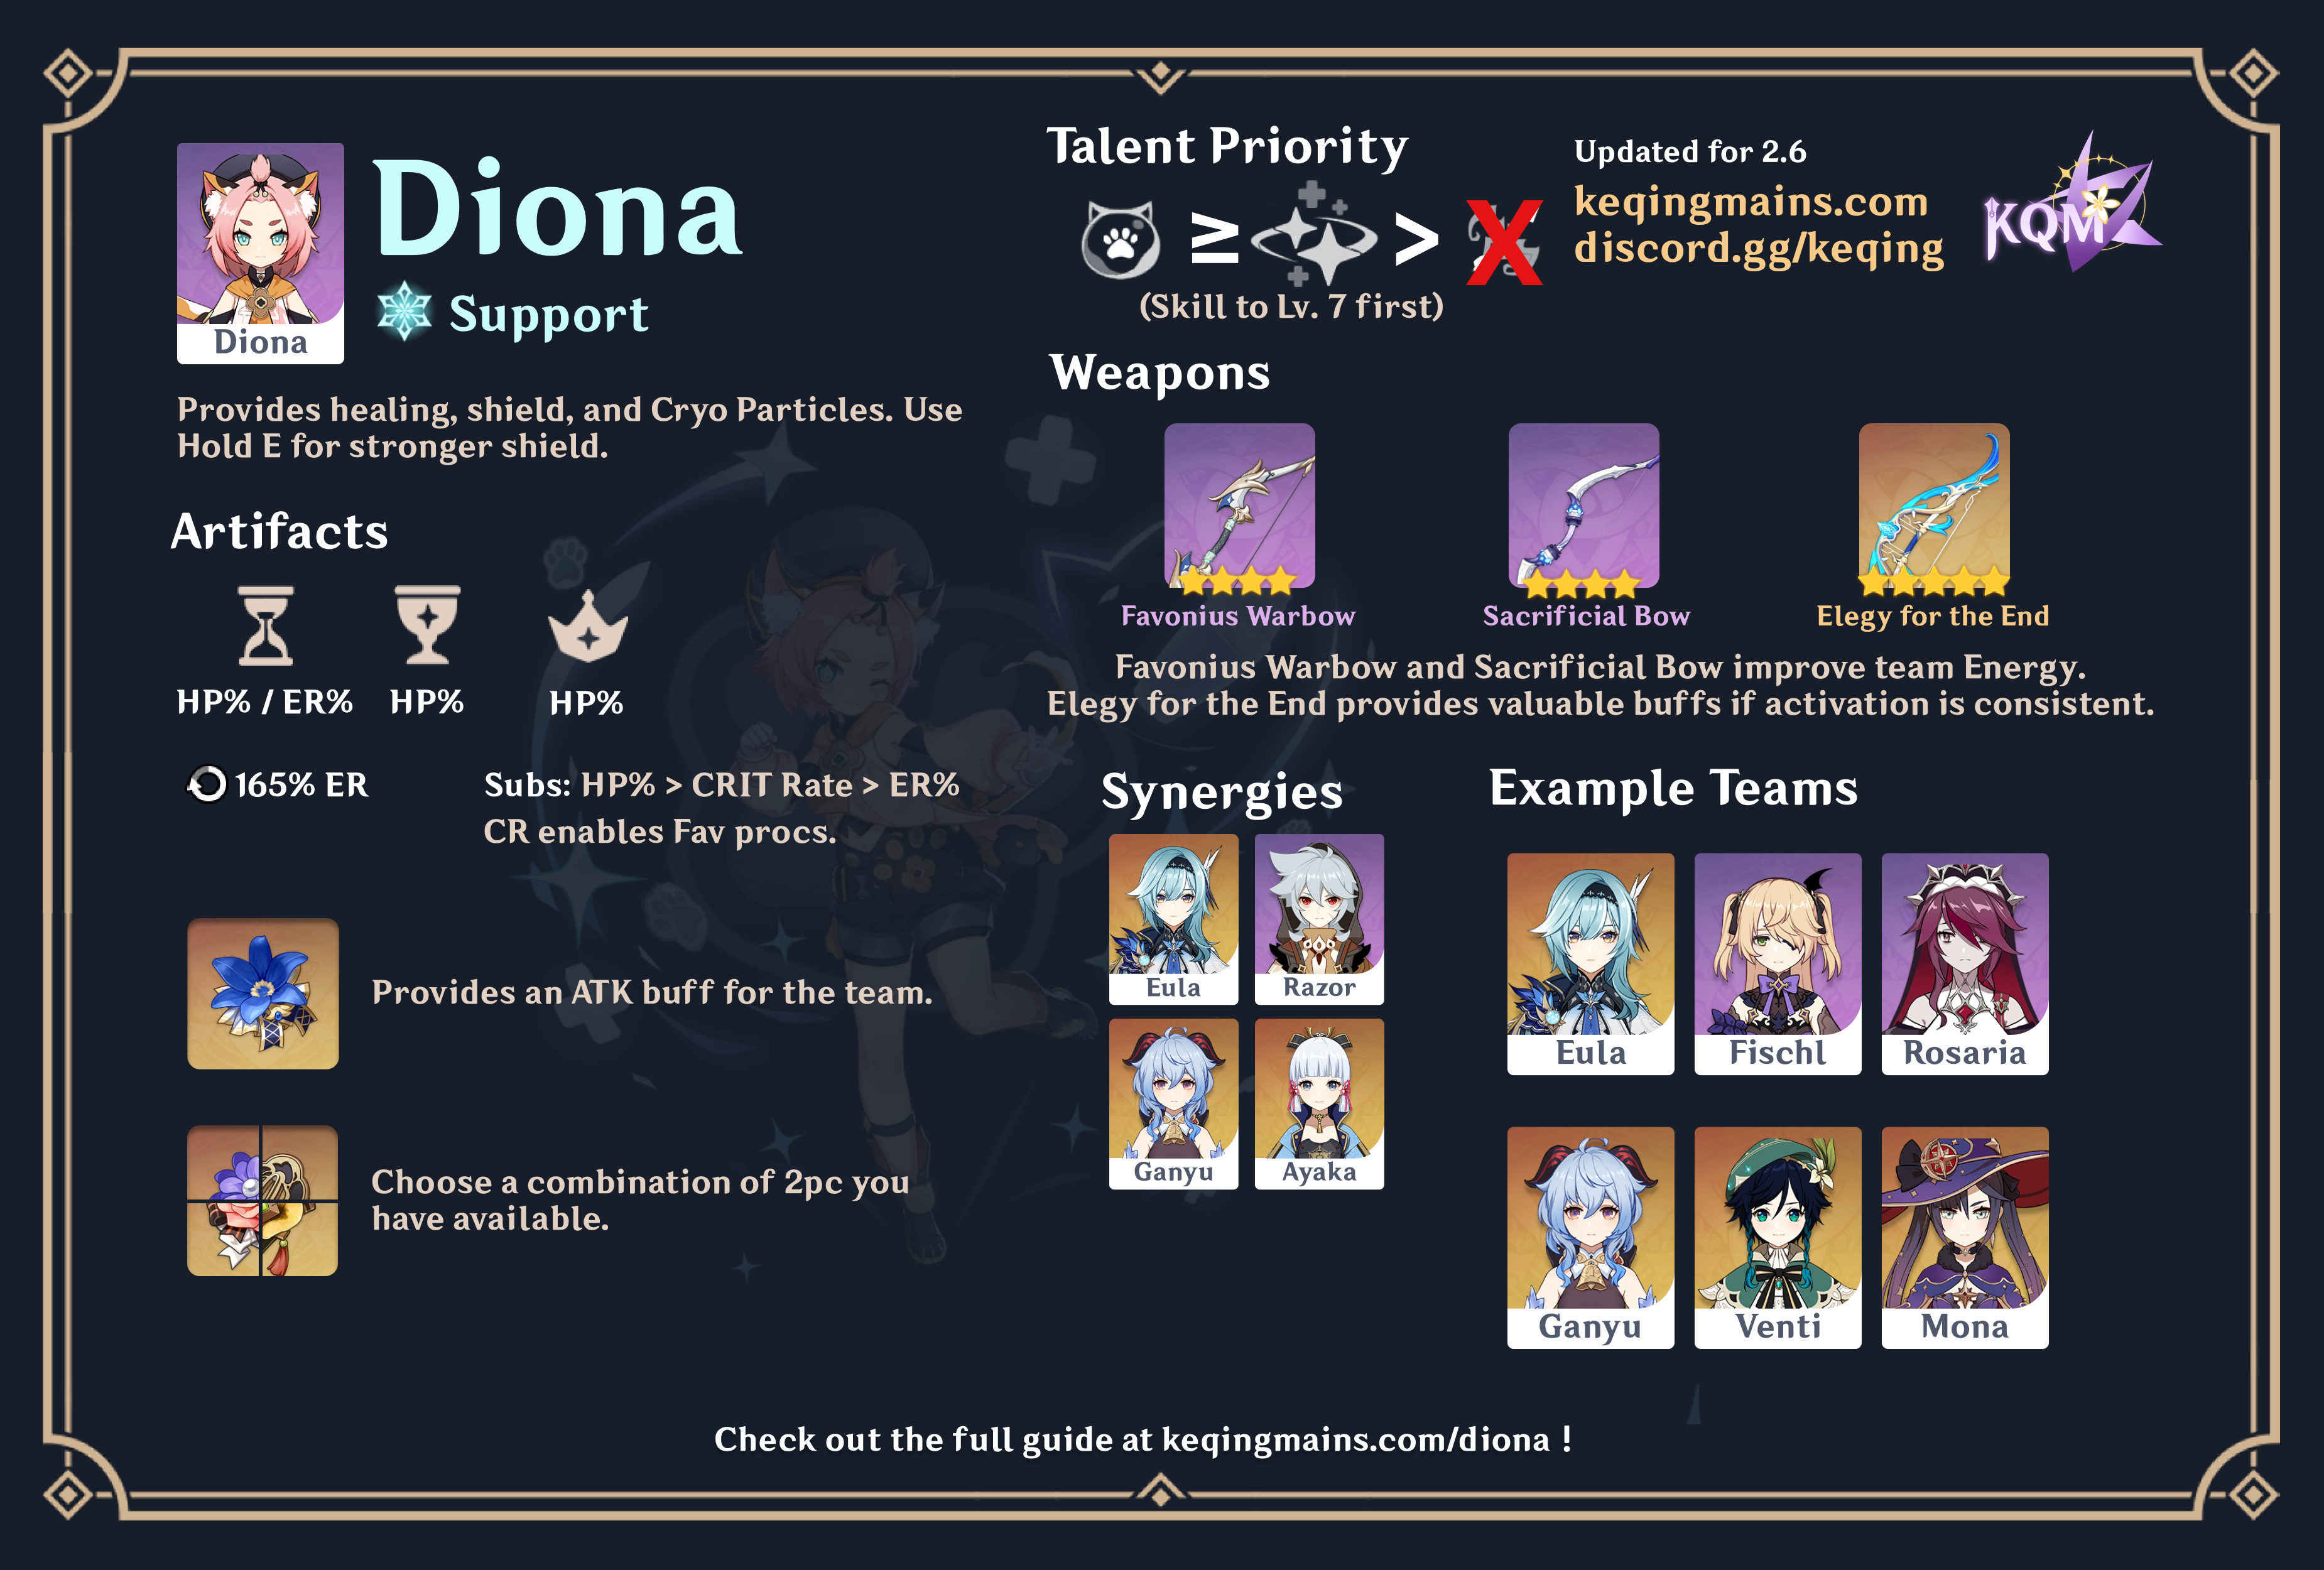 Diona
Diona
Support
Provides healing, shield, and Cryo Particles. Use
Hold E for stronger shield.
Artifacts
HP% / ER%
HP%
HP%
165% ER
Subs: HP% > CRIT Rate > ER%
CR enables Fav procs.
Provides an ATK buff for the team.
Choose a combination of 2pc you
have available.
Talent Priority
≥
>
X
(Skill to Lv. 7 first)
Updated for 2.6
keqingmains.com
discord.gg/keqing
KQM
Weapons
Favonius Warbow
Sacrificial Bow
Elegy for the End
Favonius Warbow and Sacrificial Bow improve team Energy.
Elegy for the End provides valuable buffs if activation is consistent.
Synergies
Eula
Razor
Ganyu
Ayaka
Example Teams
Eula
Fischl
Rosaria
Ganyu
Venti
Mona
Check out the full guide at keqingmains.com/diona !